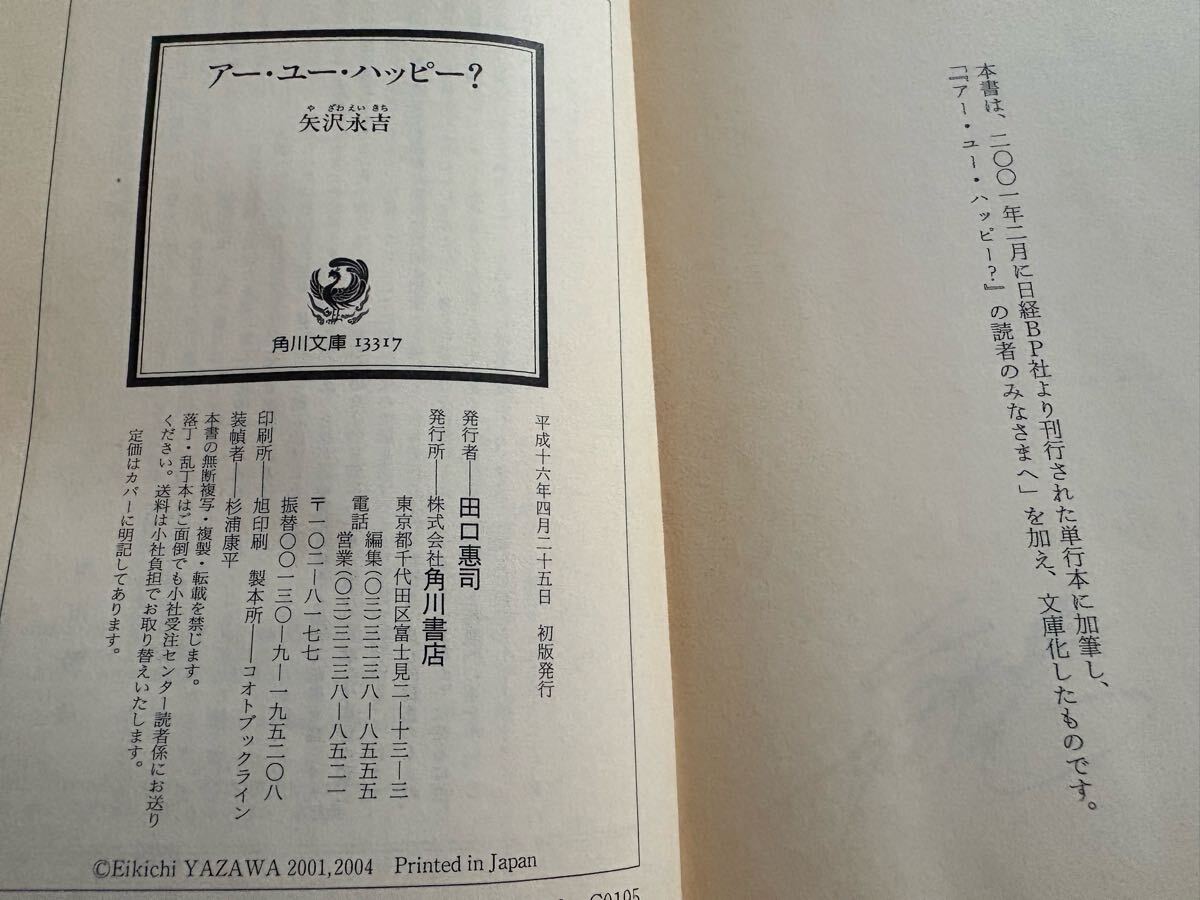 本書は、二〇〇一年二月に日経BP社より刊行された単行本に加筆し、
「『アー・ユー・ハッピー?』の読者のみなさまへ」を加え、文庫化したものです。
アー・ユー・ハッピー?
や ざわ えい きち
矢沢永吉
角川文庫 13317
平成十六年四月二十五日 初版発行
発行者──田口惠司
発行所──株式会社角川書店
東京都千代田区富士見二―十三―三
電話 編集(〇三)三二三八―八五五五
営業(〇三)三二三八―八五二一
〒一〇二―八一七七
振替〇〇一三〇―九―一九五二〇八
印刷所──旭印刷 製本所──コオトブックライン
装幀者──杉浦康平
本書の無断複写・複製・転載を禁じます。
落丁・乱丁本はご面倒でも小社受注センター読者係にお送り
ください。送料は小社負担でお取り替えいたします。
定価はカバーに明記してあります。
©Eikichi YAZAWA 2001,2004 Printed in Japan
C0195